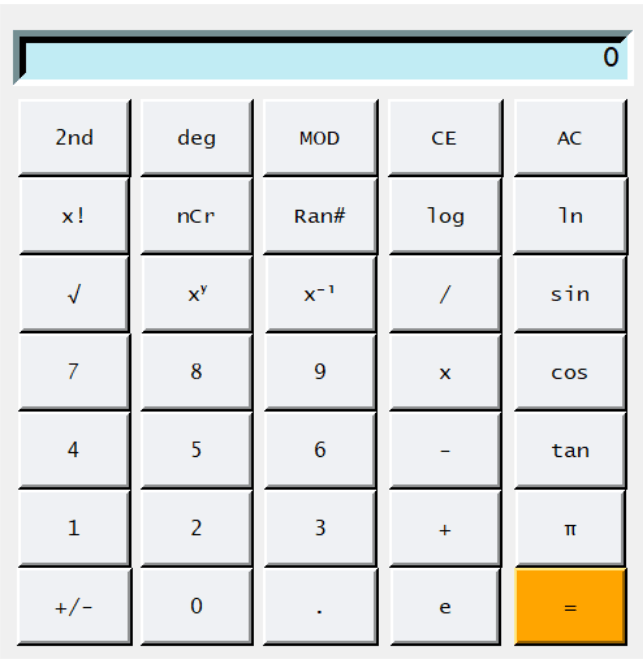 0
2nd deg MOD CE AC
x! nCr Ran# log ln
√ xʸ x⁻¹ / sin
7 8 9 x cos
4 5 6 - tan
1 2 3 + π
+/- 0 . e =